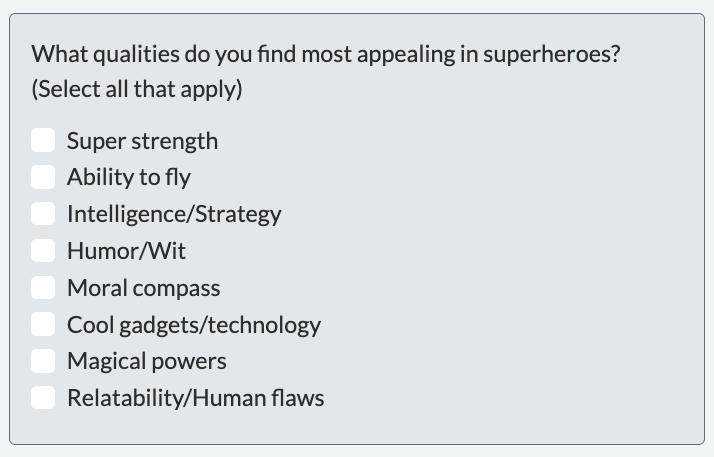 What qualities do you find most appealing in superheroes?
(Select all that apply)
Super strength
Ability to fly
Intelligence/Strategy
Humor/Wit
Moral compass
Cool gadgets/technology
Magical powers
Relatability/Human flaws